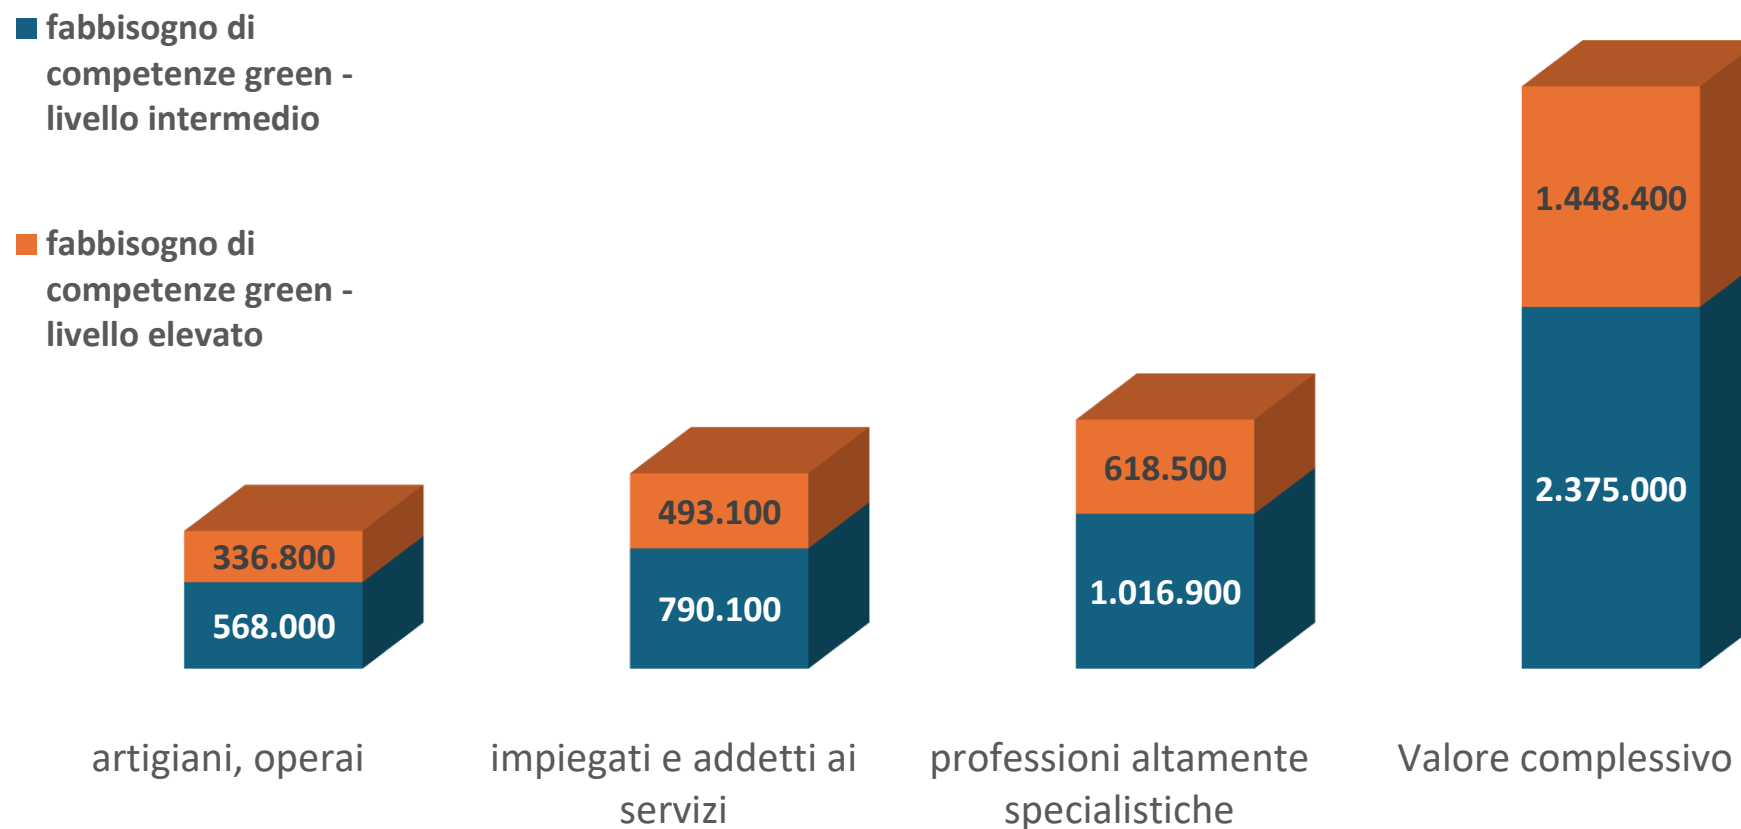 fabbisogno di
competenze green -
livello intermedio
fabbisogno di
competenze green -
livello elevato
336.800
568.000
493.100
790.100
618.500
1.016.900
1.448.400
2.375.000
artigiani, operai
impiegati e addetti ai
servizi
professioni altamente
specialistiche
Valore complessivo